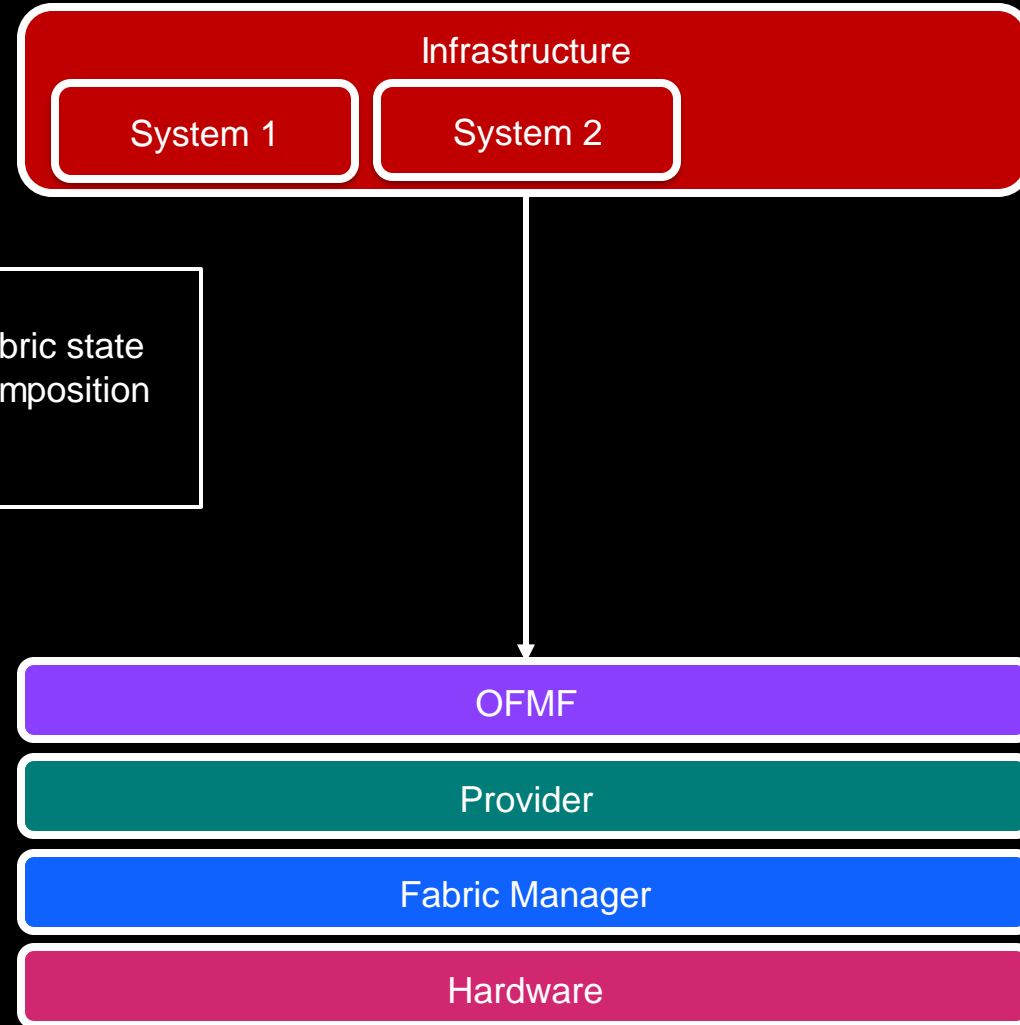 Infrastructure
System 1
System 2
bric state
mposition
OFMF
Provider
Fabric Manager
Hardware